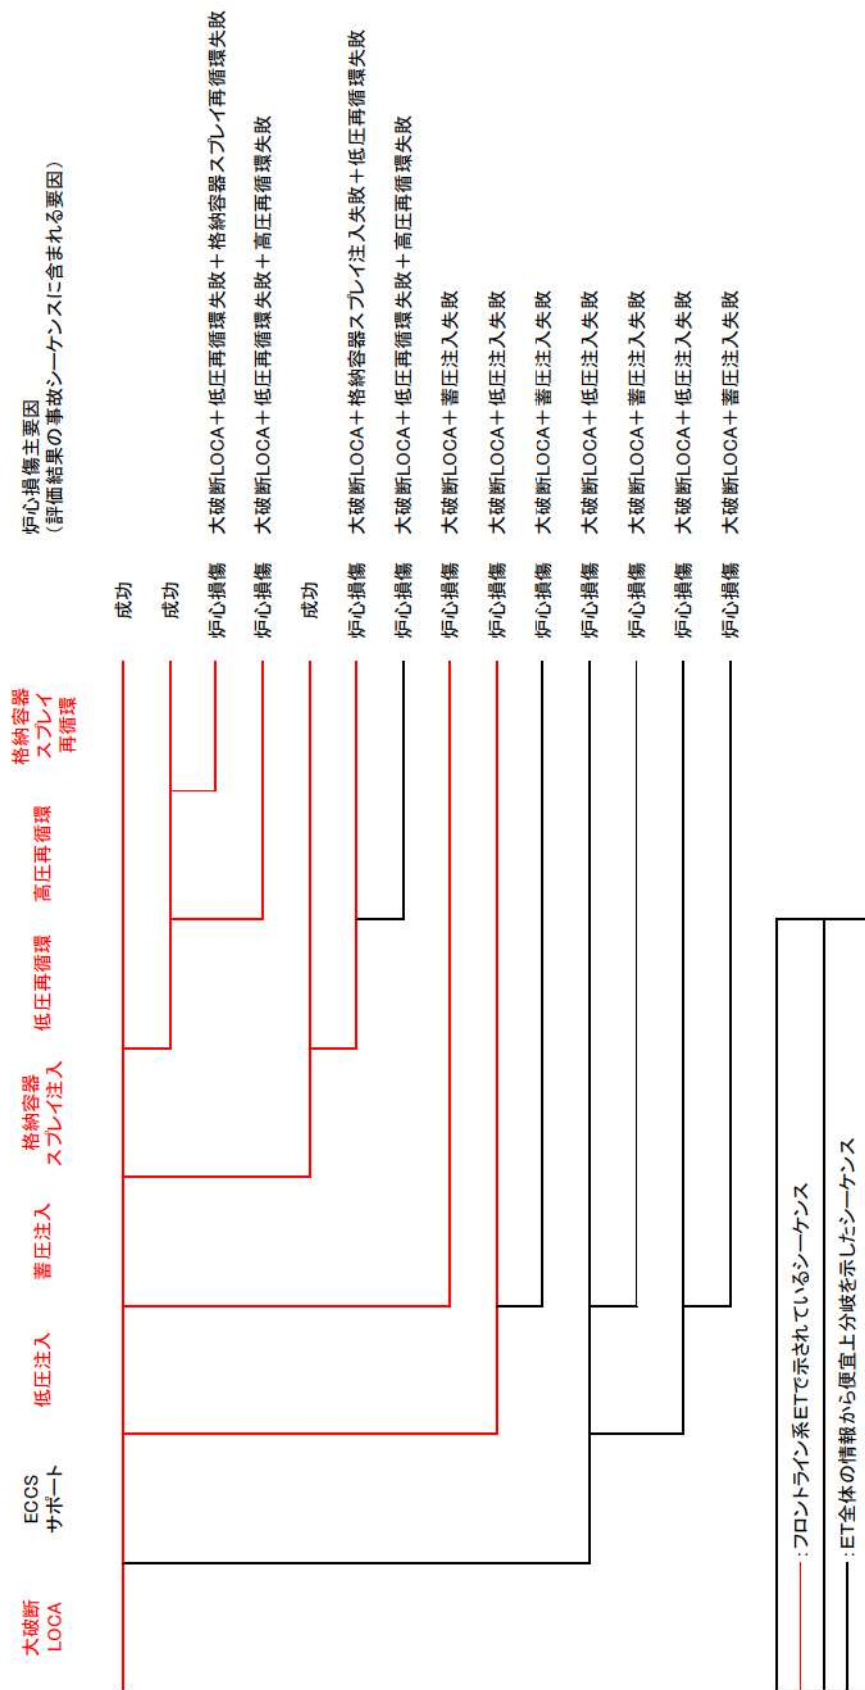 大破断
LOCA
ECCS
サポート
低圧注入
蓄圧注入
格納容器
スプレイ注入
低圧再循環
高圧再循環
格納容器
スプレイ
再循環
炉心損傷主要因
(評価結果の事故シーケンスに含まれる要因)
成功
成功
炉心損傷 大破断LOCA+低圧再循環失敗+格納容器スプレイ再循環失敗
炉心損傷 大破断LOCA+低圧再循環失敗+高圧再循環失敗
成功
炉心損傷 大破断LOCA+格納容器スプレイ注入失敗+低圧再循環失敗
炉心損傷 大破断LOCA+低圧再循環失敗+高圧再循環失敗
炉心損傷 大破断LOCA+蓄圧注入失敗
炉心損傷 大破断LOCA+低圧注入失敗
炉心損傷 大破断LOCA+蓄圧注入失敗
炉心損傷 大破断LOCA+低圧注入失敗
炉心損傷 大破断LOCA+蓄圧注入失敗
炉心損傷 大破断LOCA+低圧注入失敗
炉心損傷 大破断LOCA+蓄圧注入失敗
:フロントライン系ETで示されているシーケンス
:ET全体の情報から便宜上分岐を示したシーケンス